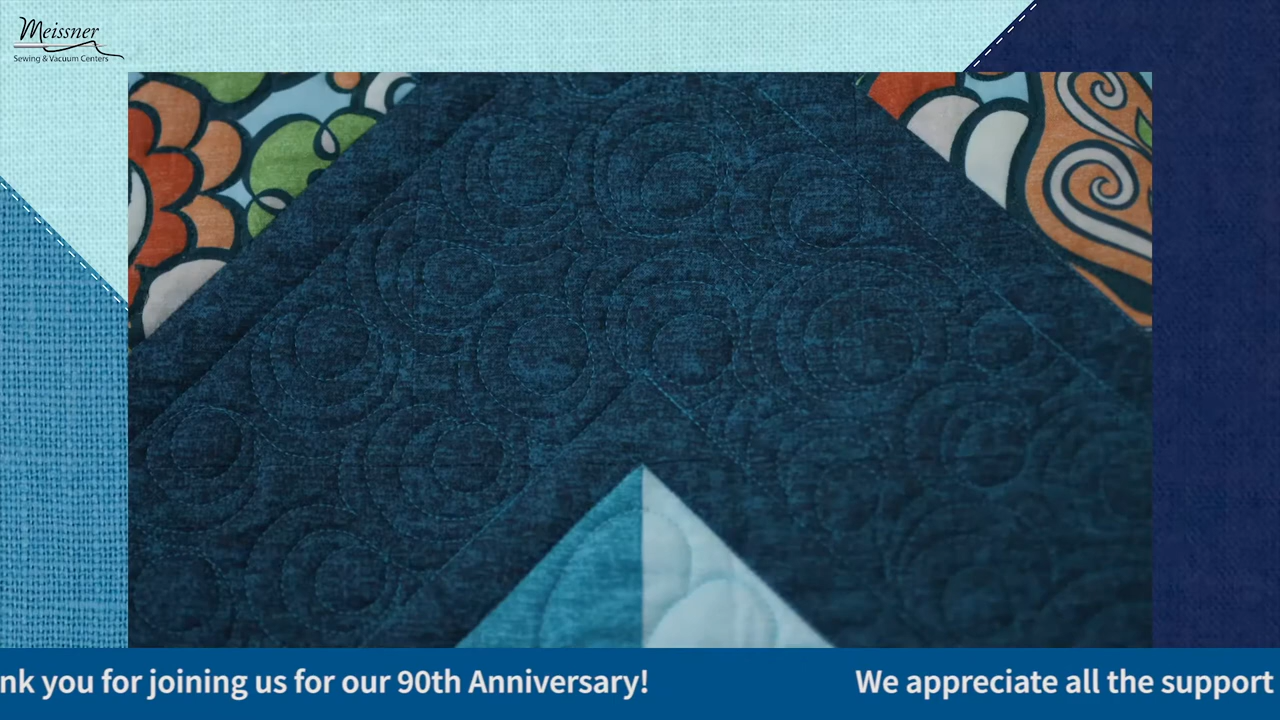 Meissner
Sewing & Vacuum Centers
nk you for joining us for our 90th Anniversary!
We appreciate all the support